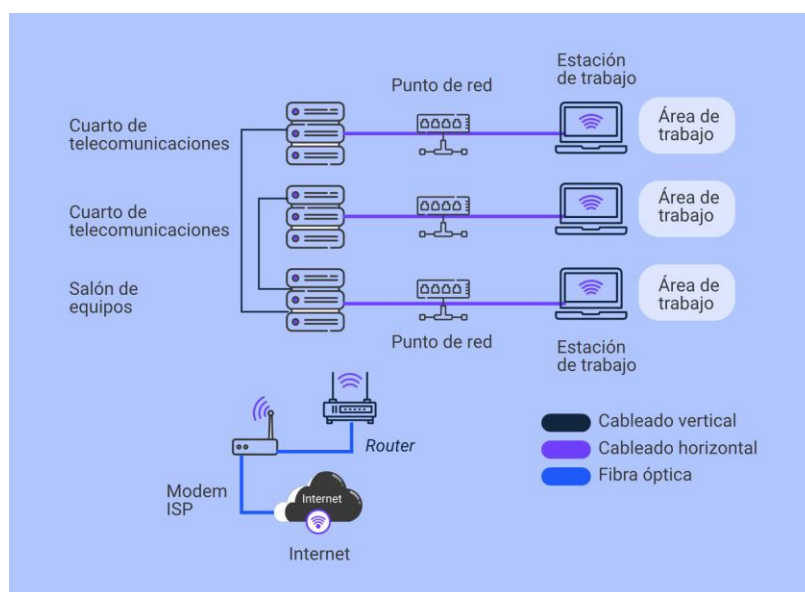 Estación
de trabajo
Punto de red
Cuarto de
telecomunicaciones
Área de
trabajo
Cuarto de
telecomunicaciones
Área de
trabajo
Salón de
equipos
Área de
trabajo
Punto de red
Estación
de trabajo
Router
Modem
ISP
Internet
Internet
Cableado vertical
Cableado horizontal
Fibra óptica